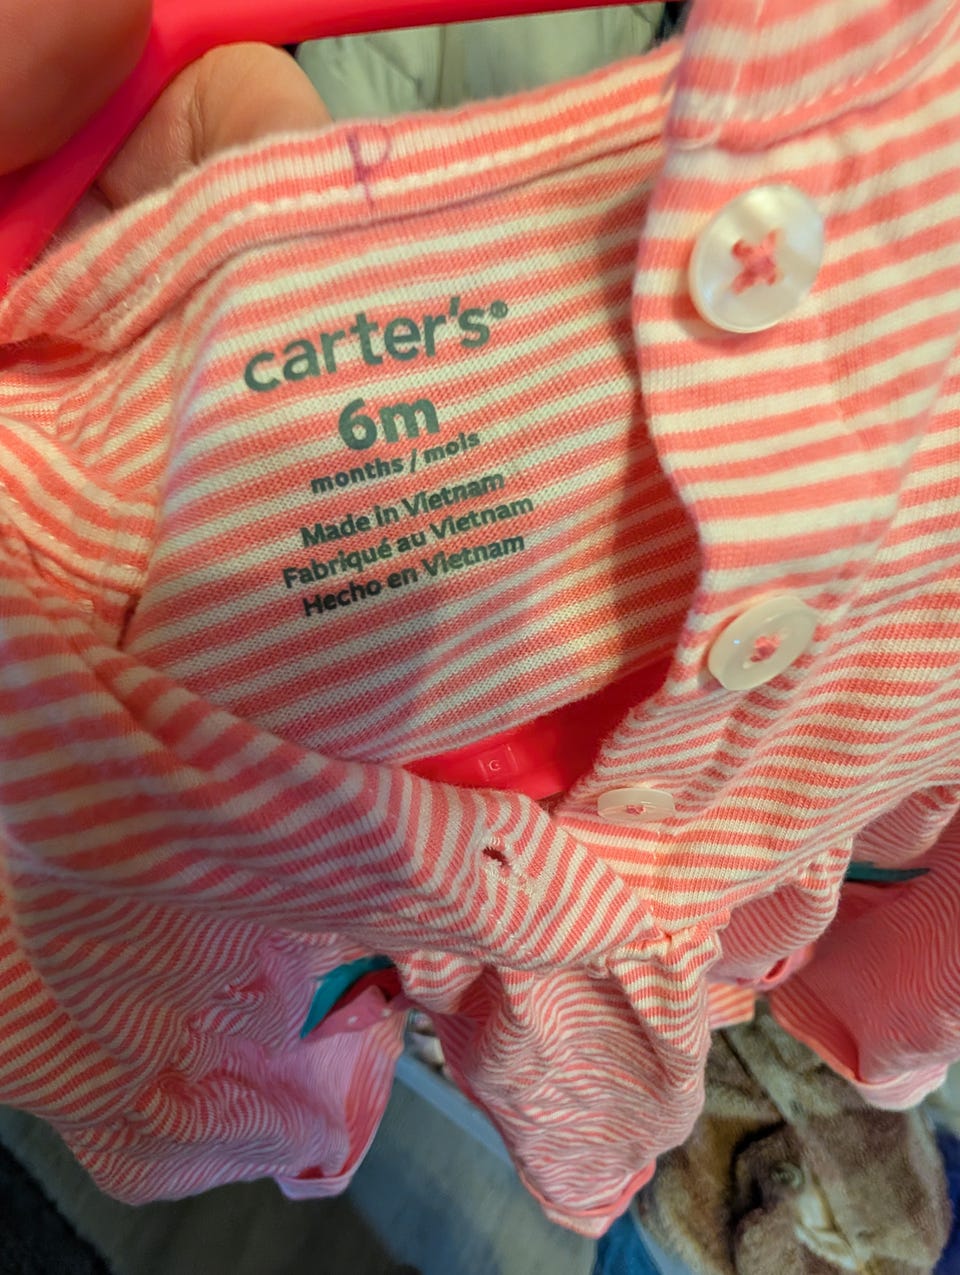 P
carter's®
6m
months / mois
Made in Vietnam
Fabriqué au Vietnam
Hecho en Vietnam
G